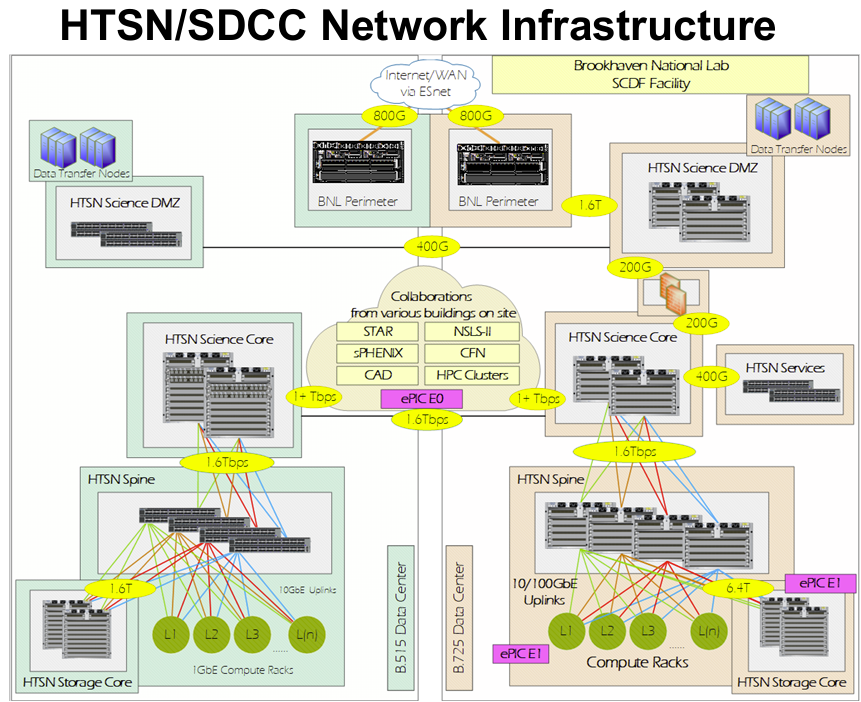 HTSN/SDCC Network Infrastructure
Internet/WAN
via ESnet
Brookhaven National Lab
SCDF Facility
800G
800G
Data Transfer Nodes
BNL Perimeter
BNL Perimeter
Data Transfer Nodes
HTSN Science DMZ
HTSN Science DMZ
1.6T
400G
200G
Collaborations
from various buildings on site
STAR
NSLS-II
sPHENIX
CFN
CAD
HPC Clusters
ePIC E0
200G
HTSN Science Core
HTSN Science Core
HTSN Services
400G
1+ Tbps
1+ Tbps
1.6Tbps
1.6Tbps
1.6Tbps
HTSN Spine
HTSN Spine
1.6T
10GbE Uplinks
10/100GbE
Uplinks
6.4T
ePIC E1
L1
L2
L3
......
L(n)
L1
L2
L3
......
L(n)
ePIC E1
1GbE Compute Racks
Compute Racks
HTSN Storage Core
HTSN Storage Core
B.515 Data Center
B.725 Data Center